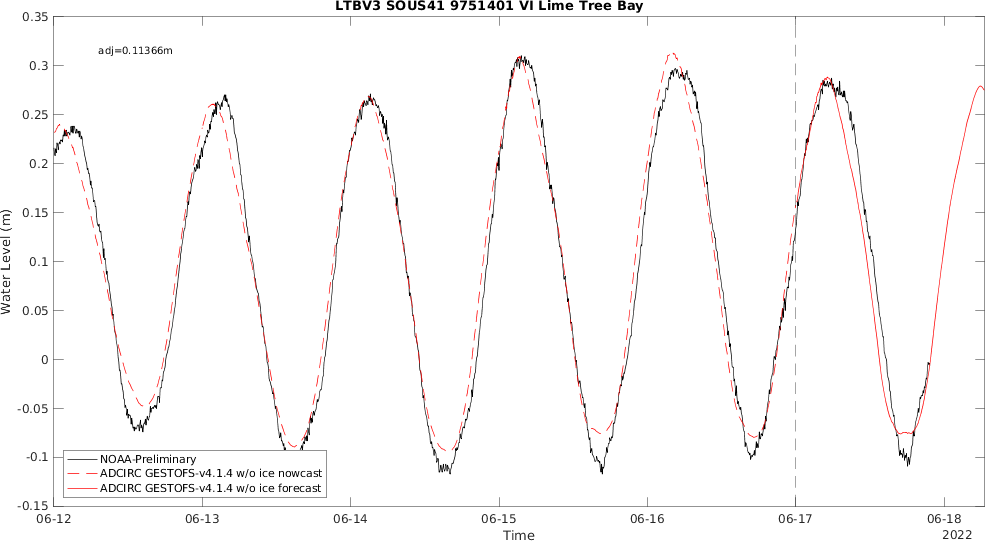 LTBV3 SOUS41 9751401 VI Lime Tree Bay
adj=0.11366m
0.35
0.3
0.25
0.2
0.15
0.1
0.05
0
-0.05
-0.1
-0.15
Water Level (m)
NOAA-Preliminary
ADCIRC GESTOFS-v4.1.4 w/o ice nowcast
ADCIRC GESTOFS-v4.1.4 w/o ice forecast
06-12 06-13 06-14 06-15 06-16 06-17 06-18
Time
2022